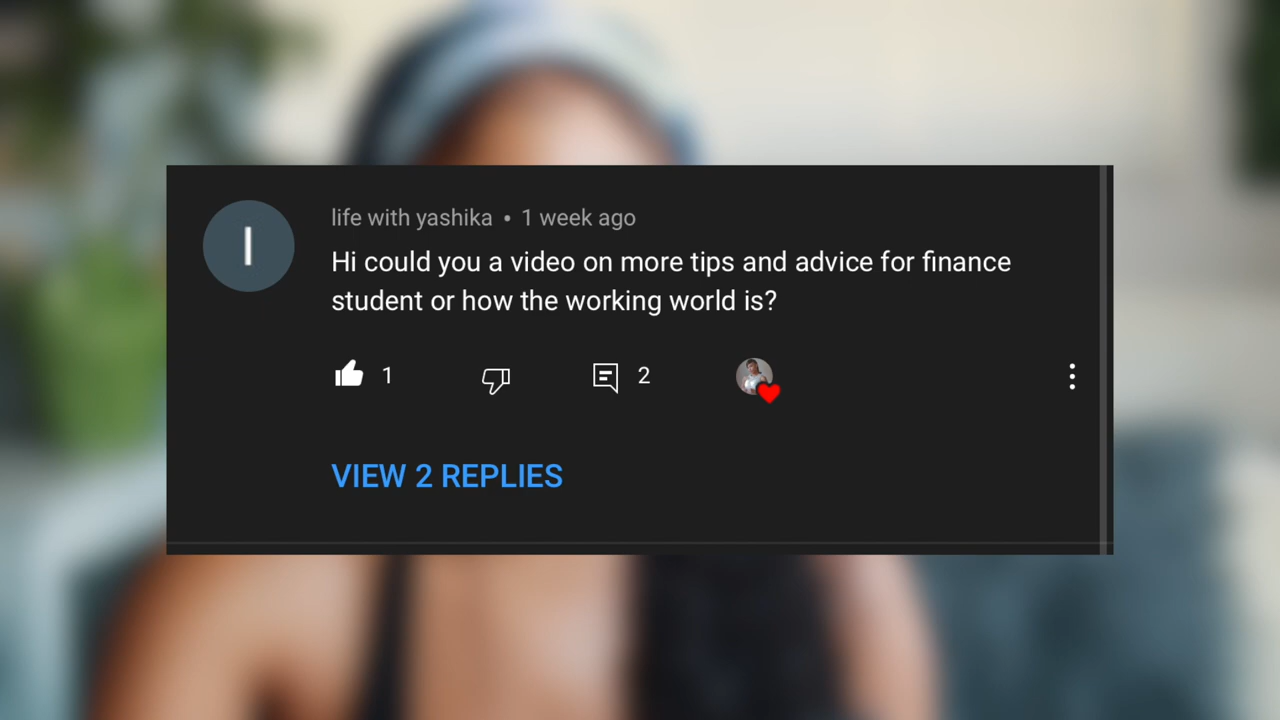 l
life with yashika • 1 week ago
Hi could you a video on more tips and advice for finance
student or how the working world is?
1 2
VIEW 2 REPLIES